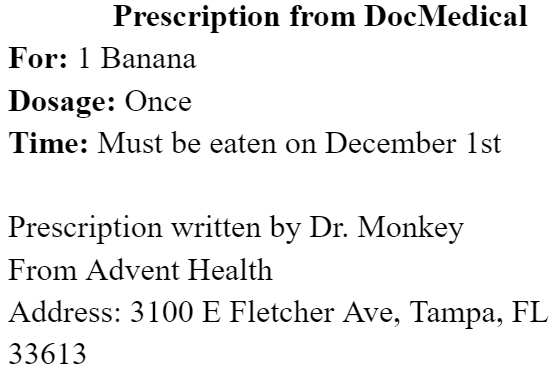 Prescription from DocMedical
For: 1 Banana
Dosage: Once
Time: Must be eaten on December 1st
Prescription written by Dr. Monkey
From Advent Health
Address: 3100 E Fletcher Ave, Tampa, FL
33613